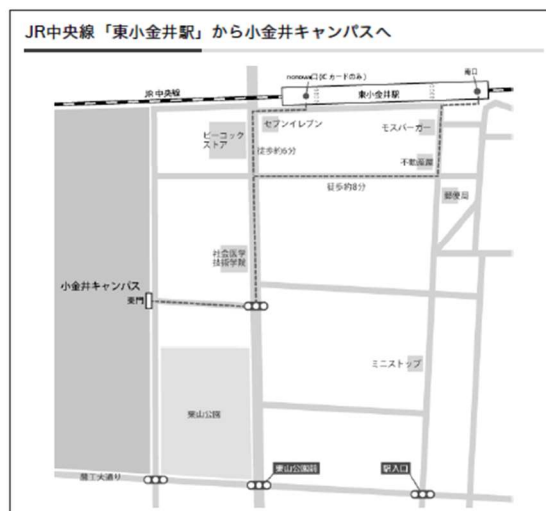 JR中央線「東小金井駅」から小金井キャンパスへ
nonowa口(ICカードのみ)
南口
JR中央線
東小金井駅
セブンイレブン
モスバーガー
ピーコック
ストア
徒歩約6分
不動産屋
徒歩約8分
郵便局
社会医学
技術学院
小金井キャンパス
東門
ミニストップ
栗山公園
農工大通り
栗山公園前
駅入口